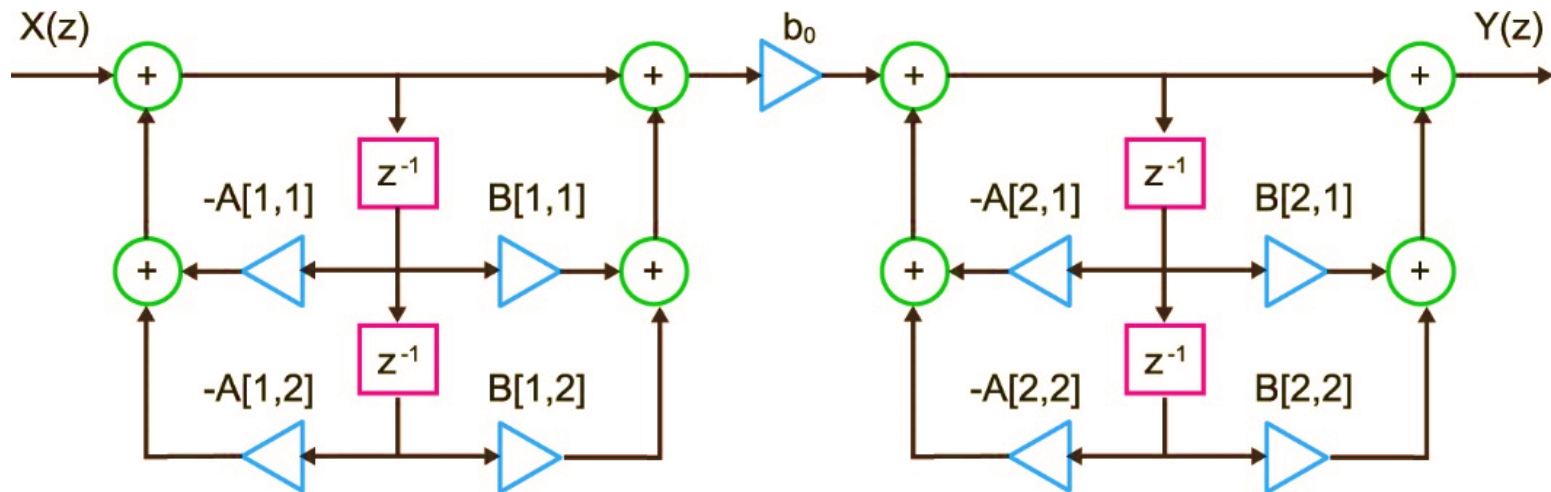 X(z) b₀ Y(z)
+ + + +
z⁻¹ z⁻¹
-A[1,1] B[1,1] -A[2,1] B[2,1]
+ + + +
z⁻¹ z⁻¹
-A[1,2] B[1,2] -A[2,2] B[2,2]